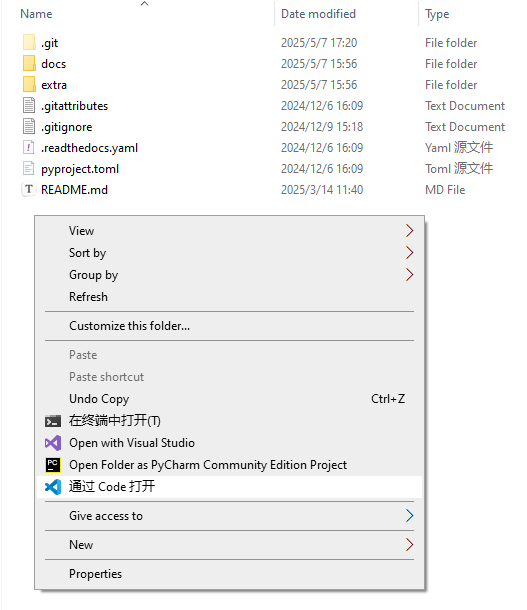 Name Date modified Type
.git 2025/5/7 17:20 File folder
docs 2025/5/7 15:56 File folder
extra 2025/5/7 15:56 File folder
.gitattributes 2024/12/6 16:09 Text Document
.gitignore 2024/12/9 15:18 Text Document
.readthedocs.yaml 2024/12/6 16:09 Yaml 源文件
pyproject.toml 2024/12/6 16:09 Toml 源文件
README.md 2025/3/14 11:40 MD File
View
Sort by
Group by
Refresh
Customize this folder...
Paste
Paste shortcut
Undo Copy Ctrl+Z
在终端中打开(T)
Open with Visual Studio
Open Folder as PyCharm Community Edition Project
通过 Code 打开
Give access to
New
Properties